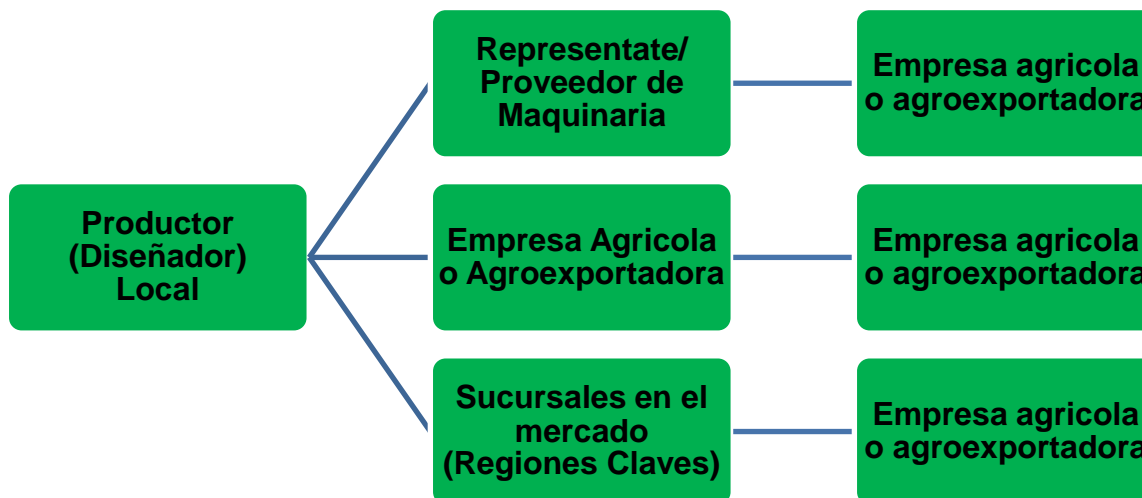 Representate/
Proveedor de
Maquinaria
Empresa agricola
o agroexportadora
Productor
(Diseñador)
Local
Empresa Agricola
o Agroexportadora
Empresa agricola
o agroexportadora
Sucursales en el
mercado
(Regiones Claves)
Empresa agricola
o agroexportadora